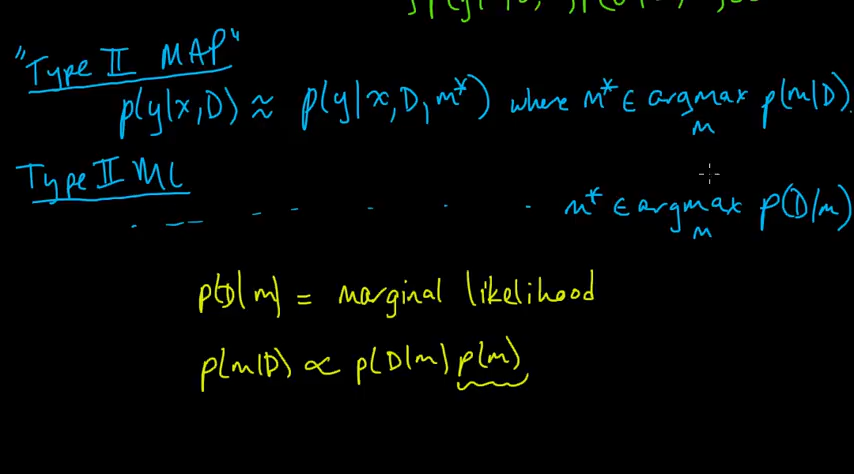 "Type II MAP"
p(y|x,D) ≈ p(y|x,D,m*) where m* ∈ argmax p(m|D).
m
Type II ML
m* ∈ argmax p(D|m)
m
p(D|m) = marginal likelihood
p(m|D) ∝ p(D|m) p(m)